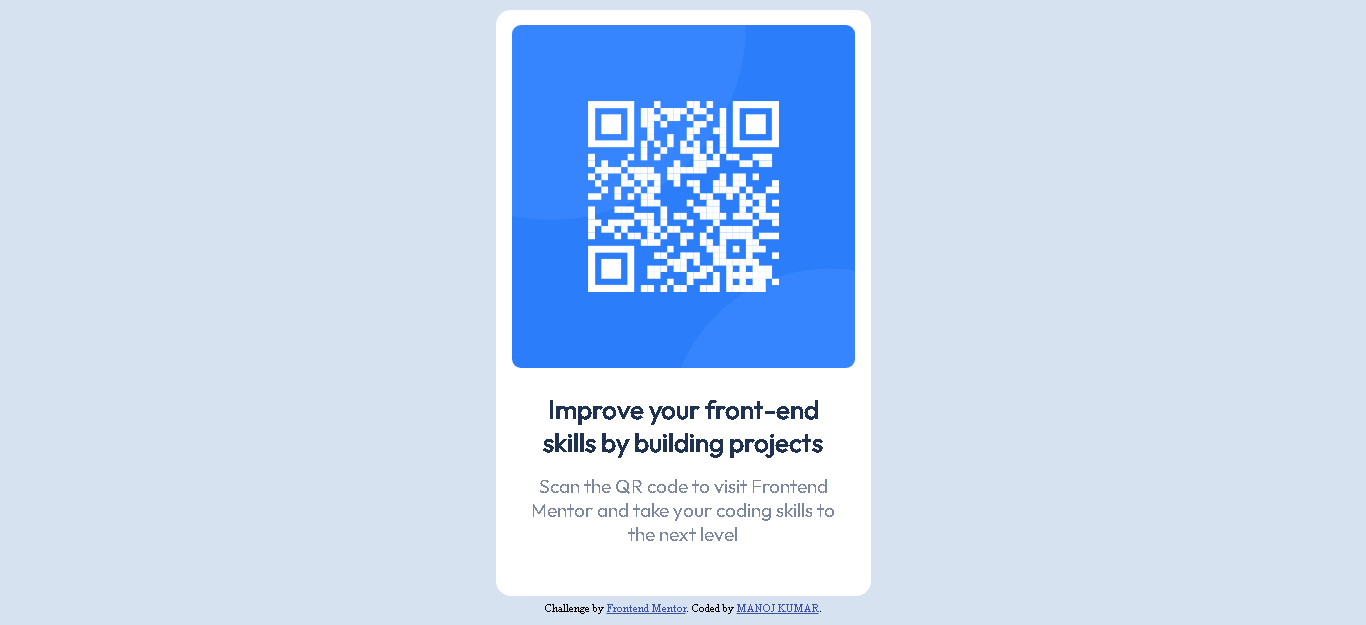 Improve your front-end
skills by building projects
Scan the QR code to visit Frontend
Mentor and take your coding skills to
the next level
Challenge by Frontend Mentor. Coded by MANOJ KUMAR.